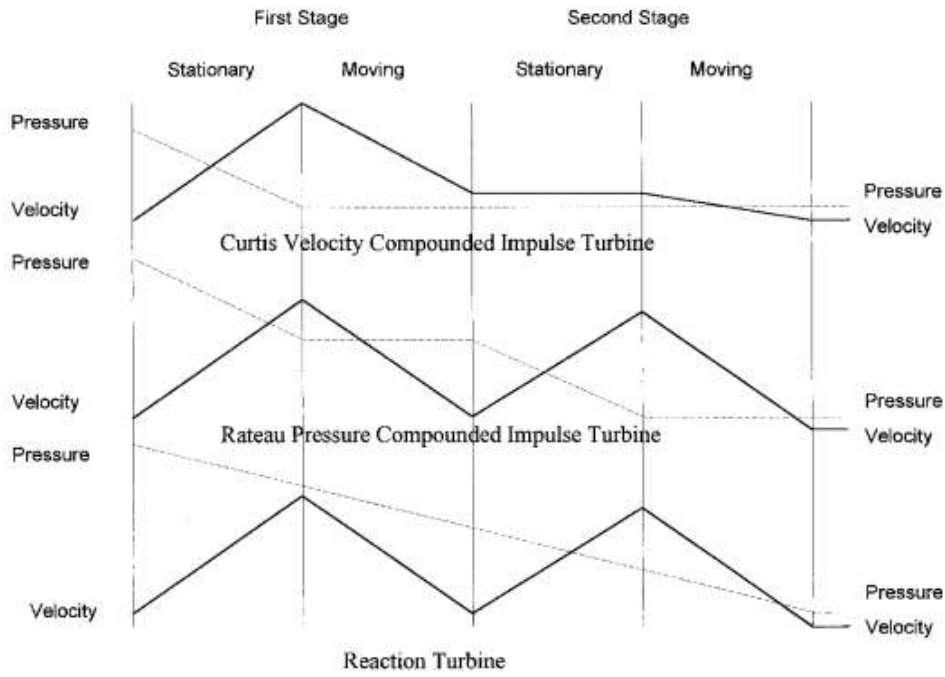 First Stage Second Stage
Stationary Moving Stationary Moving
Pressure
Pressure
Velocity
Velocity
Curtis Velocity Compounded Impulse Turbine
Pressure
Velocity
Pressure
Velocity
Rateau Pressure Compounded Impulse Turbine
Pressure
Pressure
Velocity
Velocity
Reaction Turbine